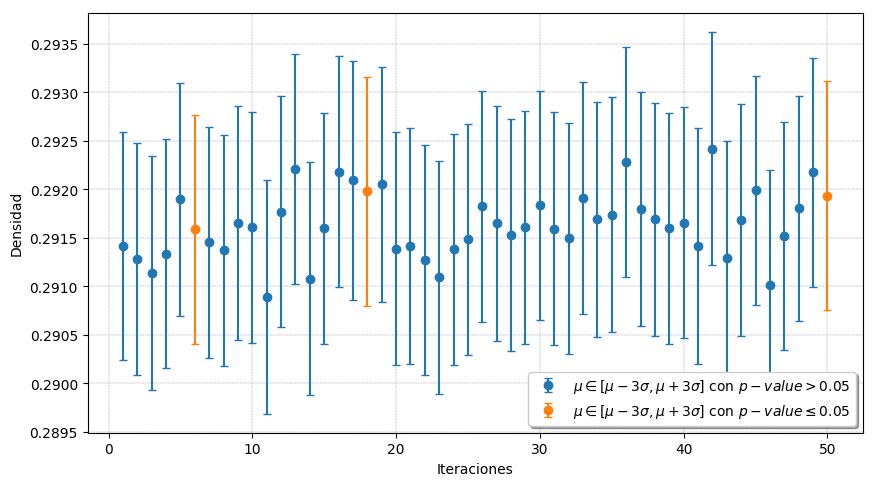 0.2935
0.2930
0.2925
0.2920
0.2915
0.2910
0.2905
0.2900
0.2895
Densidad
0 10 20 30 40 50
Iteraciones
μ ∈ [μ − 3σ, μ + 3σ] con p − value > 0.05
μ ∈ [μ − 3σ, μ + 3σ] con p − value ≤ 0.05